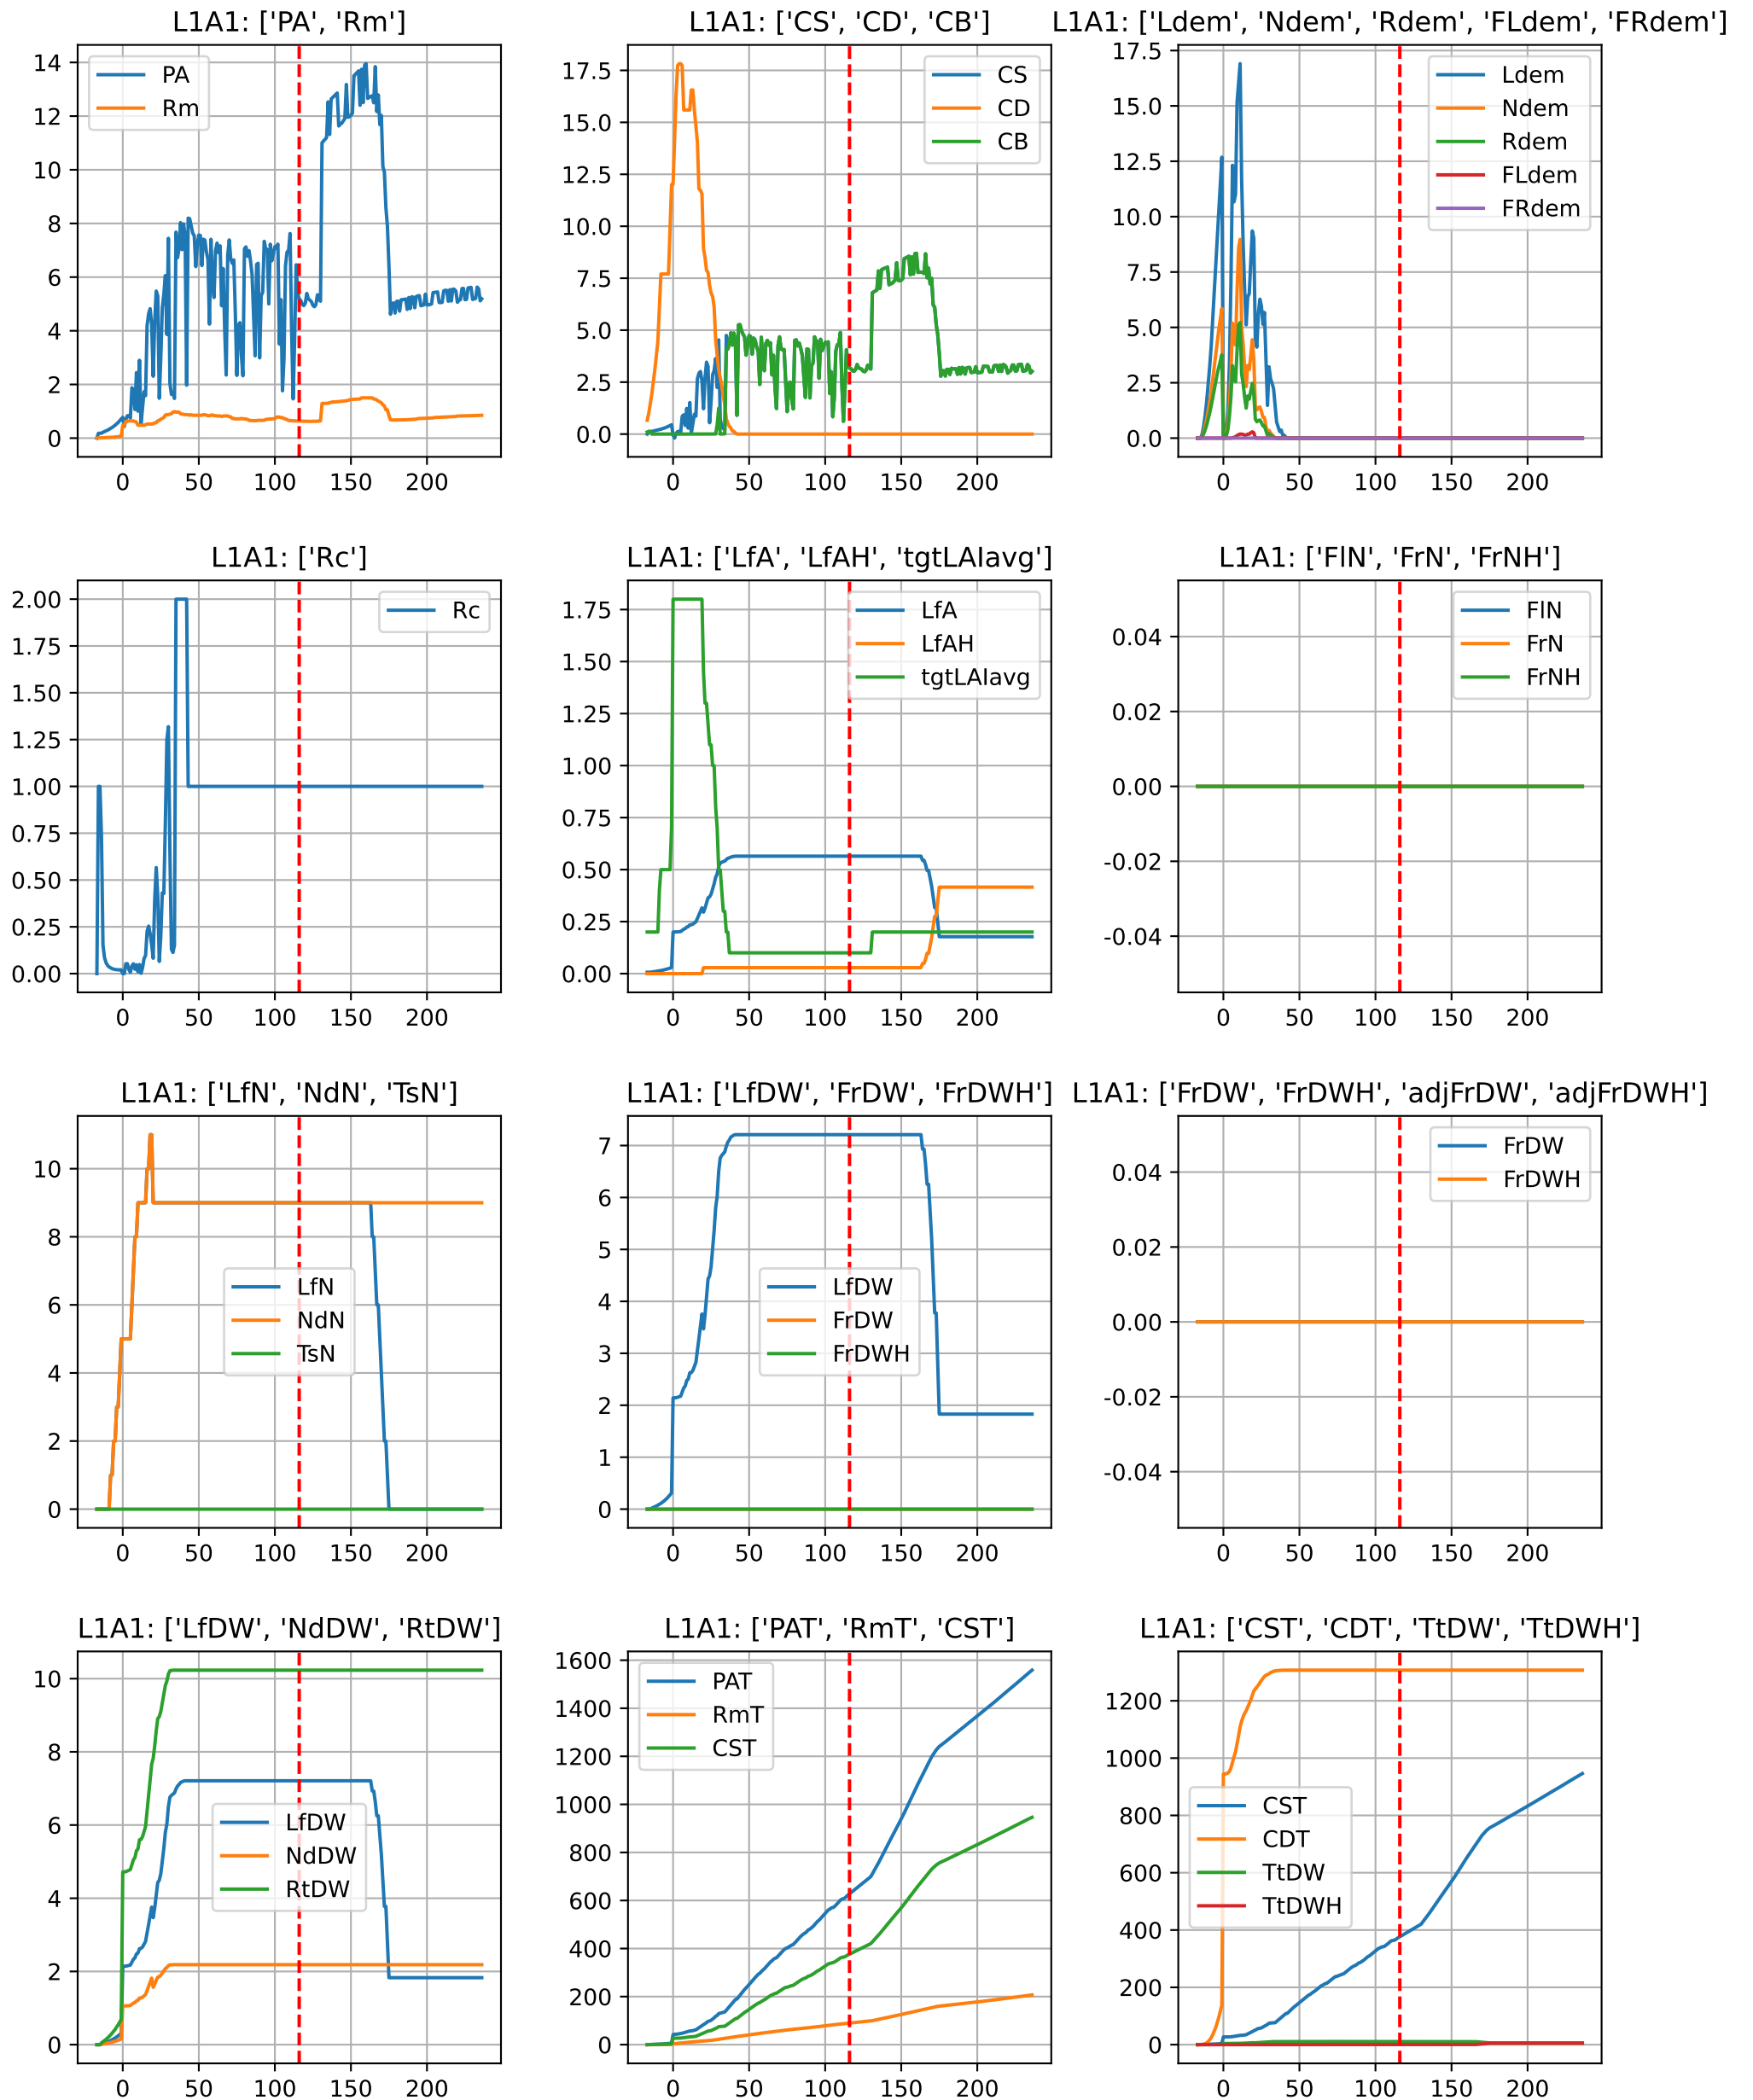 L1A1: ['PA', 'Rm']
PA
Rm
14
12
10
8
6
4
2
0
0 50 100 150 200
L1A1: ['CS', 'CD', 'CB']
CS
CD
CB
17.5
15.0
12.5
10.0
7.5
5.0
2.5
0.0
0 50 100 150 200
L1A1: ['Ldem', 'Ndem', 'Rdem', 'FLdem', 'FRdem']
Ldem
Ndem
Rdem
FLdem
FRdem
17.5
15.0
12.5
10.0
7.5
5.0
2.5
0.0
0 50 100 150 200
L1A1: ['Rc']
Rc
2.00
1.75
1.50
1.25
1.00
0.75
0.50
0.25
0.00
0 50 100 150 200
L1A1: ['LfA', 'LfAH', 'tgtLAIavg']
LfA
LfAH
tgtLAIavg
1.75
1.50
1.25
1.00
0.75
0.50
0.25
0.00
0 50 100 150 200
L1A1: ['FlN', 'FrN', 'FrNH']
FlN
FrN
FrNH
0.04
0.02
0.00
-0.02
-0.04
0 50 100 150 200
L1A1: ['LfN', 'NdN', 'TsN']
LfN
NdN
TsN
10
8
6
4
2
0
0 50 100 150 200
L1A1: ['LfDW', 'FrDW', 'FrDWH']
LfDW
FrDW
FrDWH
7
6
5
4
3
2
1
0
0 50 100 150 200
L1A1: ['FrDW', 'FrDWH', 'adjFrDW', 'adjFrDWH']
FrDW
FrDWH
0.04
0.02
0.00
-0.02
-0.04
0 50 100 150 200
L1A1: ['LfDW', 'NdDW', 'RtDW']
LfDW
NdDW
RtDW
10
8
6
4
2
0
0 50 100 150 200
L1A1: ['PAT', 'RmT', 'CST']
PAT
RmT
CST
1600
1400
1200
1000
800
600
400
200
0
0 50 100 150 200
L1A1: ['CST', 'CDT', 'TtDW', 'TtDWH']
CST
CDT
TtDW
TtDWH
1200
1000
800
600
400
200
0
0 50 100 150 200